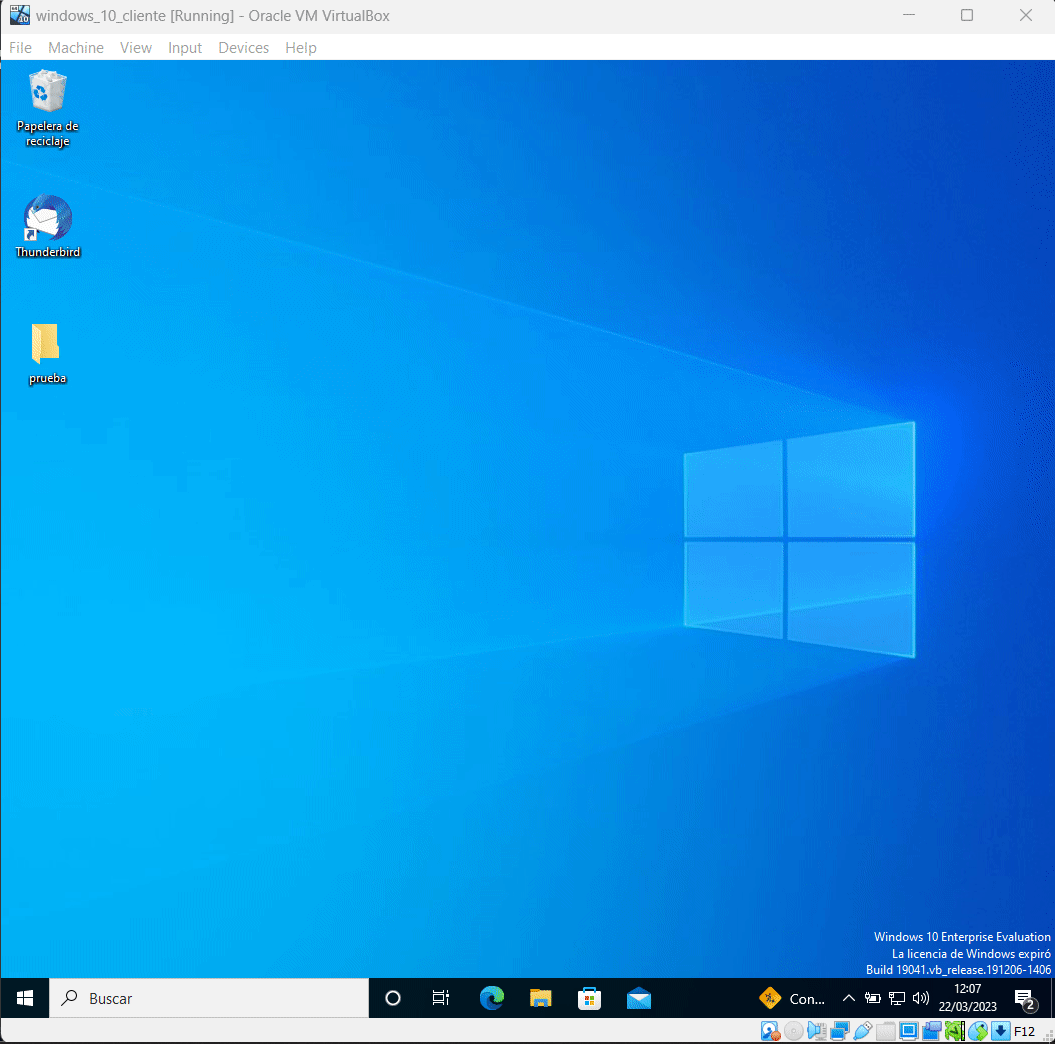 windows_10_cliente [Running] - Oracle VM VirtualBox
File Machine View Input Devices Help
Papelera de
reciclaje
Thunderbird
prueba
Windows 10 Enterprise Evaluation
La licencia de Windows expiró
Build 19041.vb_release.191206-1406
Buscar
Con...
12:07
22/03/2023
2
F12